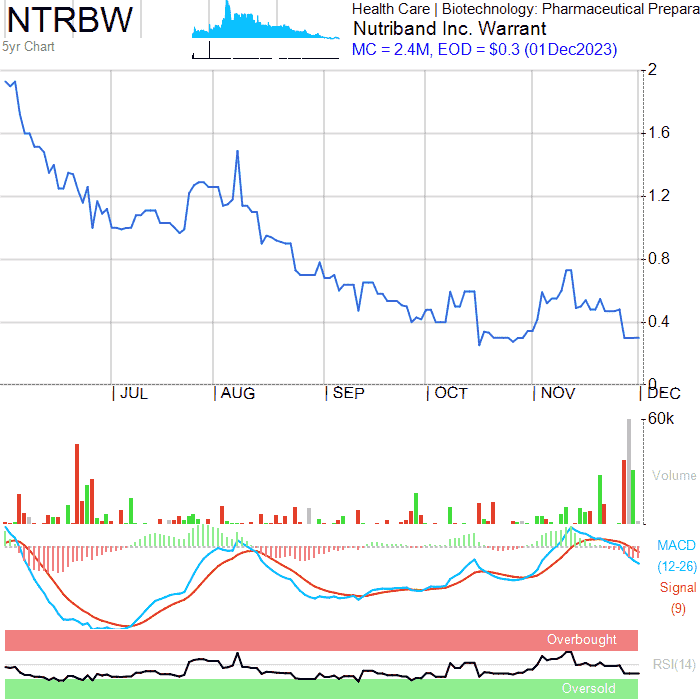 NTRBW
5yr Chart
Health Care | Biotechnology: Pharmaceutical Prepara
Nutriband Inc. Warrant
MC = 2.4M, EOD = $0.3 (01Dec2023)
2
1.6
1.2
0.8
0.4
0
JUL AUG SEP OCT NOV DEC
60k
Volume
MACD
(12-26)
Signal
(9)
Overbought
RSI(14)
Oversold